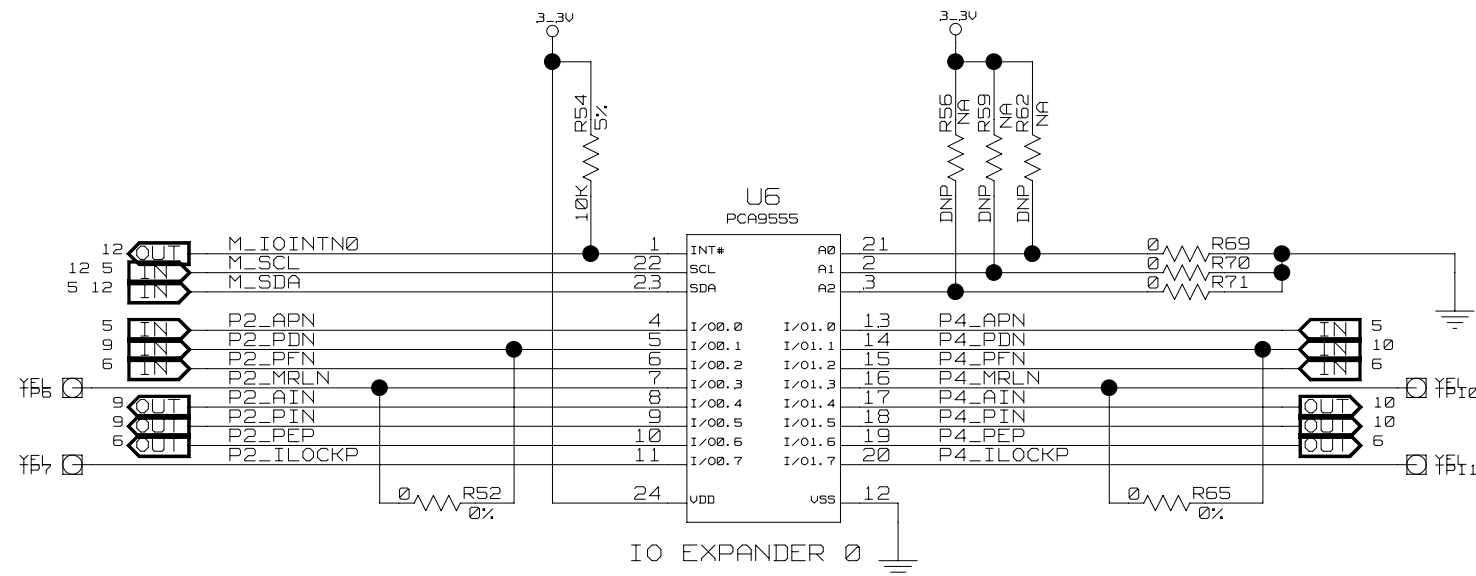 3_3V
3_3V
R54
5%
10K
R56
NA
DNP
R59
NA
DNP
R62
NA
DNP
U6
PCA9555
12 OUT M_IOINTN0 1 INT# A0 21 0 R69
12 5 IN M_SCL 22 SCL A1 2 0 R70
5 12 IN M_SDA 23 SDA A2 3 0 R71
5 IN P2_APN 4 I/O0.0 I/O1.0 13 P4_APN IN 5
9 IN P2_PDN 5 I/O0.1 I/O1.1 14 P4_PDN IN 10
6 IN P2_PFN 6 I/O0.2 I/O1.2 15 P4_PFN IN 6
YEL TP6 P2_MRLN 7 I/O0.3 I/O1.3 16 P4_MRLN YEL TP10
9 OUT P2_AIN 8 I/O0.4 I/O1.4 17 P4_AIN OUT 10
9 OUT P2_PIN 9 I/O0.5 I/O1.5 18 P4_PIN OUT 10
6 OUT P2_PEP 10 I/O0.6 I/O1.6 19 P4_PEP OUT 6
YEL TP7 P2_ILOCKP 11 I/O0.7 I/O1.7 20 P4_ILOCKP YEL TP11
0 R52 24 VDD VSS 12 0 R65
0% 0%
IO EXPANDER 0